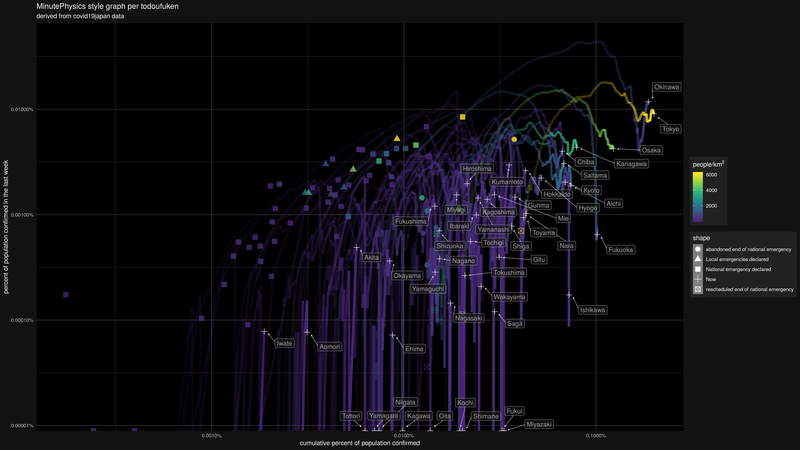 MinutePhysics style graph per todoufuken
derived from covid19japan data
percent of population confirmed in the last week
0.01000%
0.00100%
0.00010%
0.00001%
Okinawa
Tokyo
Osaka
Kanagawa
Chiba
Saitama
Kyoto
Aichi
Hokkaido
Hyogo
Hiroshima
Kumamoto
Gunma
Mie
Miyagi
Kagoshima
Fukushima
Ibaraki
Yamanashi
Toyama
Shizuoka
Tochigi
Shiga
Nara
Fukuoka
Akita
Nagano
Gifu
Okayama
Tokushima
Yamaguchi
Wakayama
Ishikawa
Nagasaki
Saga
Iwate
Aomori
Ehime
Niigata
Kochi
Fukui
Tottori
Yamagata
Kagawa
Oita
Shimane
Miyazaki
0.0010%
0.0100%
0.1000%
cumulative percent of population confirmed
people/km²
6000
4000
2000
shape
abandoned end of national emergency
Local emergencies declared
National emergency declared
Now
rescheduled end of national emergency